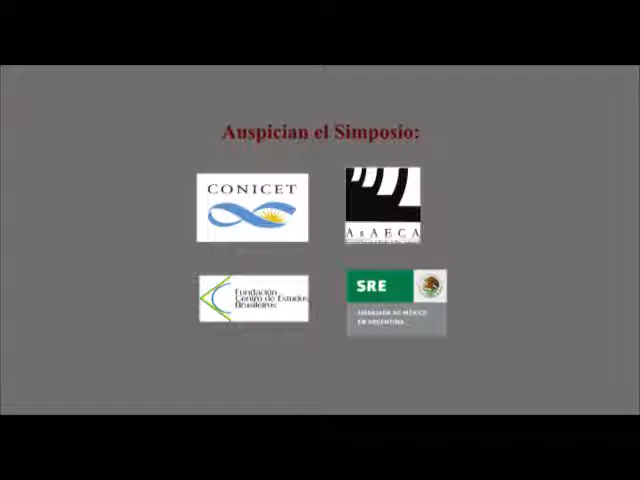 Auspician el Simposio:
CONICET
AsAECA
Fundación
Centro de Estudos
Brasileiros
SRE
EMBAJADA DE MÉXICO
EN ARGENTINA